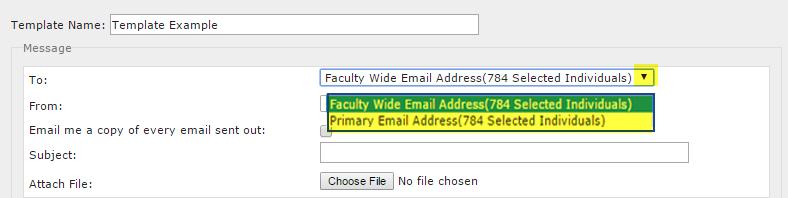 Template Name: Template Example
Message
To: Faculty Wide Email Address(784 Selected Individuals) ▼
From:
Faculty Wide Email Address(784 Selected Individuals)
Primary Email Address(784 Selected Individuals)
Email me a copy of every email sent out:
Subject:
Attach File: Choose File No file chosen